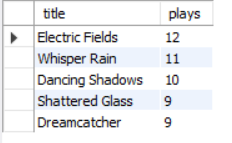 title plays
Electric Fields 12
Whisper Rain 11
Dancing Shadows 10
Shattered Glass 9
Dreamcatcher 9